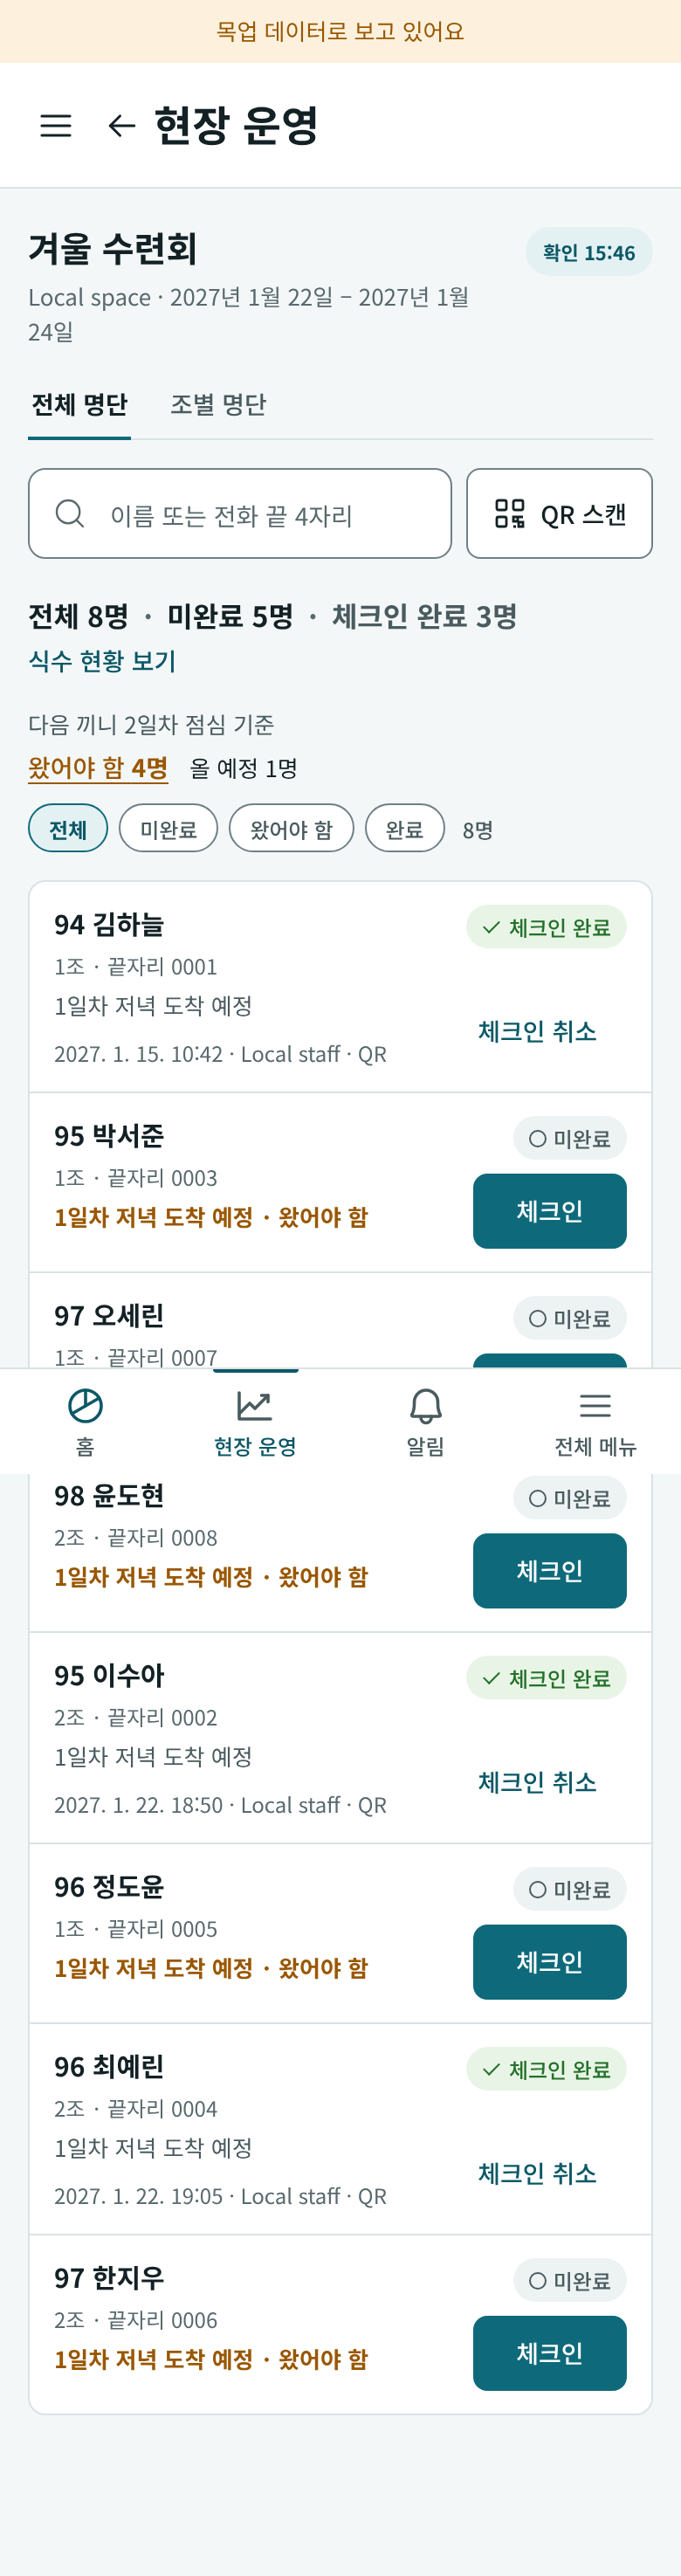 목업 데이터로 보고 있어요
현장 운영
겨울 수련회
확인 15:46
Local space · 2027년 1월 22일 – 2027년 1월
24일
전체 명단
조별 명단
이름 또는 전화 끝 4자리
QR 스캔
전체 8명 · 미완료 5명 · 체크인 완료 3명
식수 현황 보기
다음 끼니 2일차 점심 기준
왔어야 함 4명 올 예정 1명
전체 미완료 왔어야 함 완료 8명
94 김하늘
체크인 완료
1조 · 끝자리 0001
1일차 저녁 도착 예정
체크인 취소
2027. 1. 15. 10:42 · Local staff · QR
95 박서준
미완료
1조 · 끝자리 0003
체크인
1일차 저녁 도착 예정 · 왔어야 함
97 오세린
미완료
1조 · 끝자리 0007
홈
현장 운영
알림
전체 메뉴
98 윤도현
미완료
2조 · 끝자리 0008
체크인
1일차 저녁 도착 예정 · 왔어야 함
95 이수아
체크인 완료
2조 · 끝자리 0002
1일차 저녁 도착 예정
체크인 취소
2027. 1. 22. 18:50 · Local staff · QR
96 정도윤
미완료
1조 · 끝자리 0005
체크인
1일차 저녁 도착 예정 · 왔어야 함
96 최예린
체크인 완료
2조 · 끝자리 0004
1일차 저녁 도착 예정
체크인 취소
2027. 1. 22. 19:05 · Local staff · QR
97 한지우
미완료
2조 · 끝자리 0006
체크인
1일차 저녁 도착 예정 · 왔어야 함